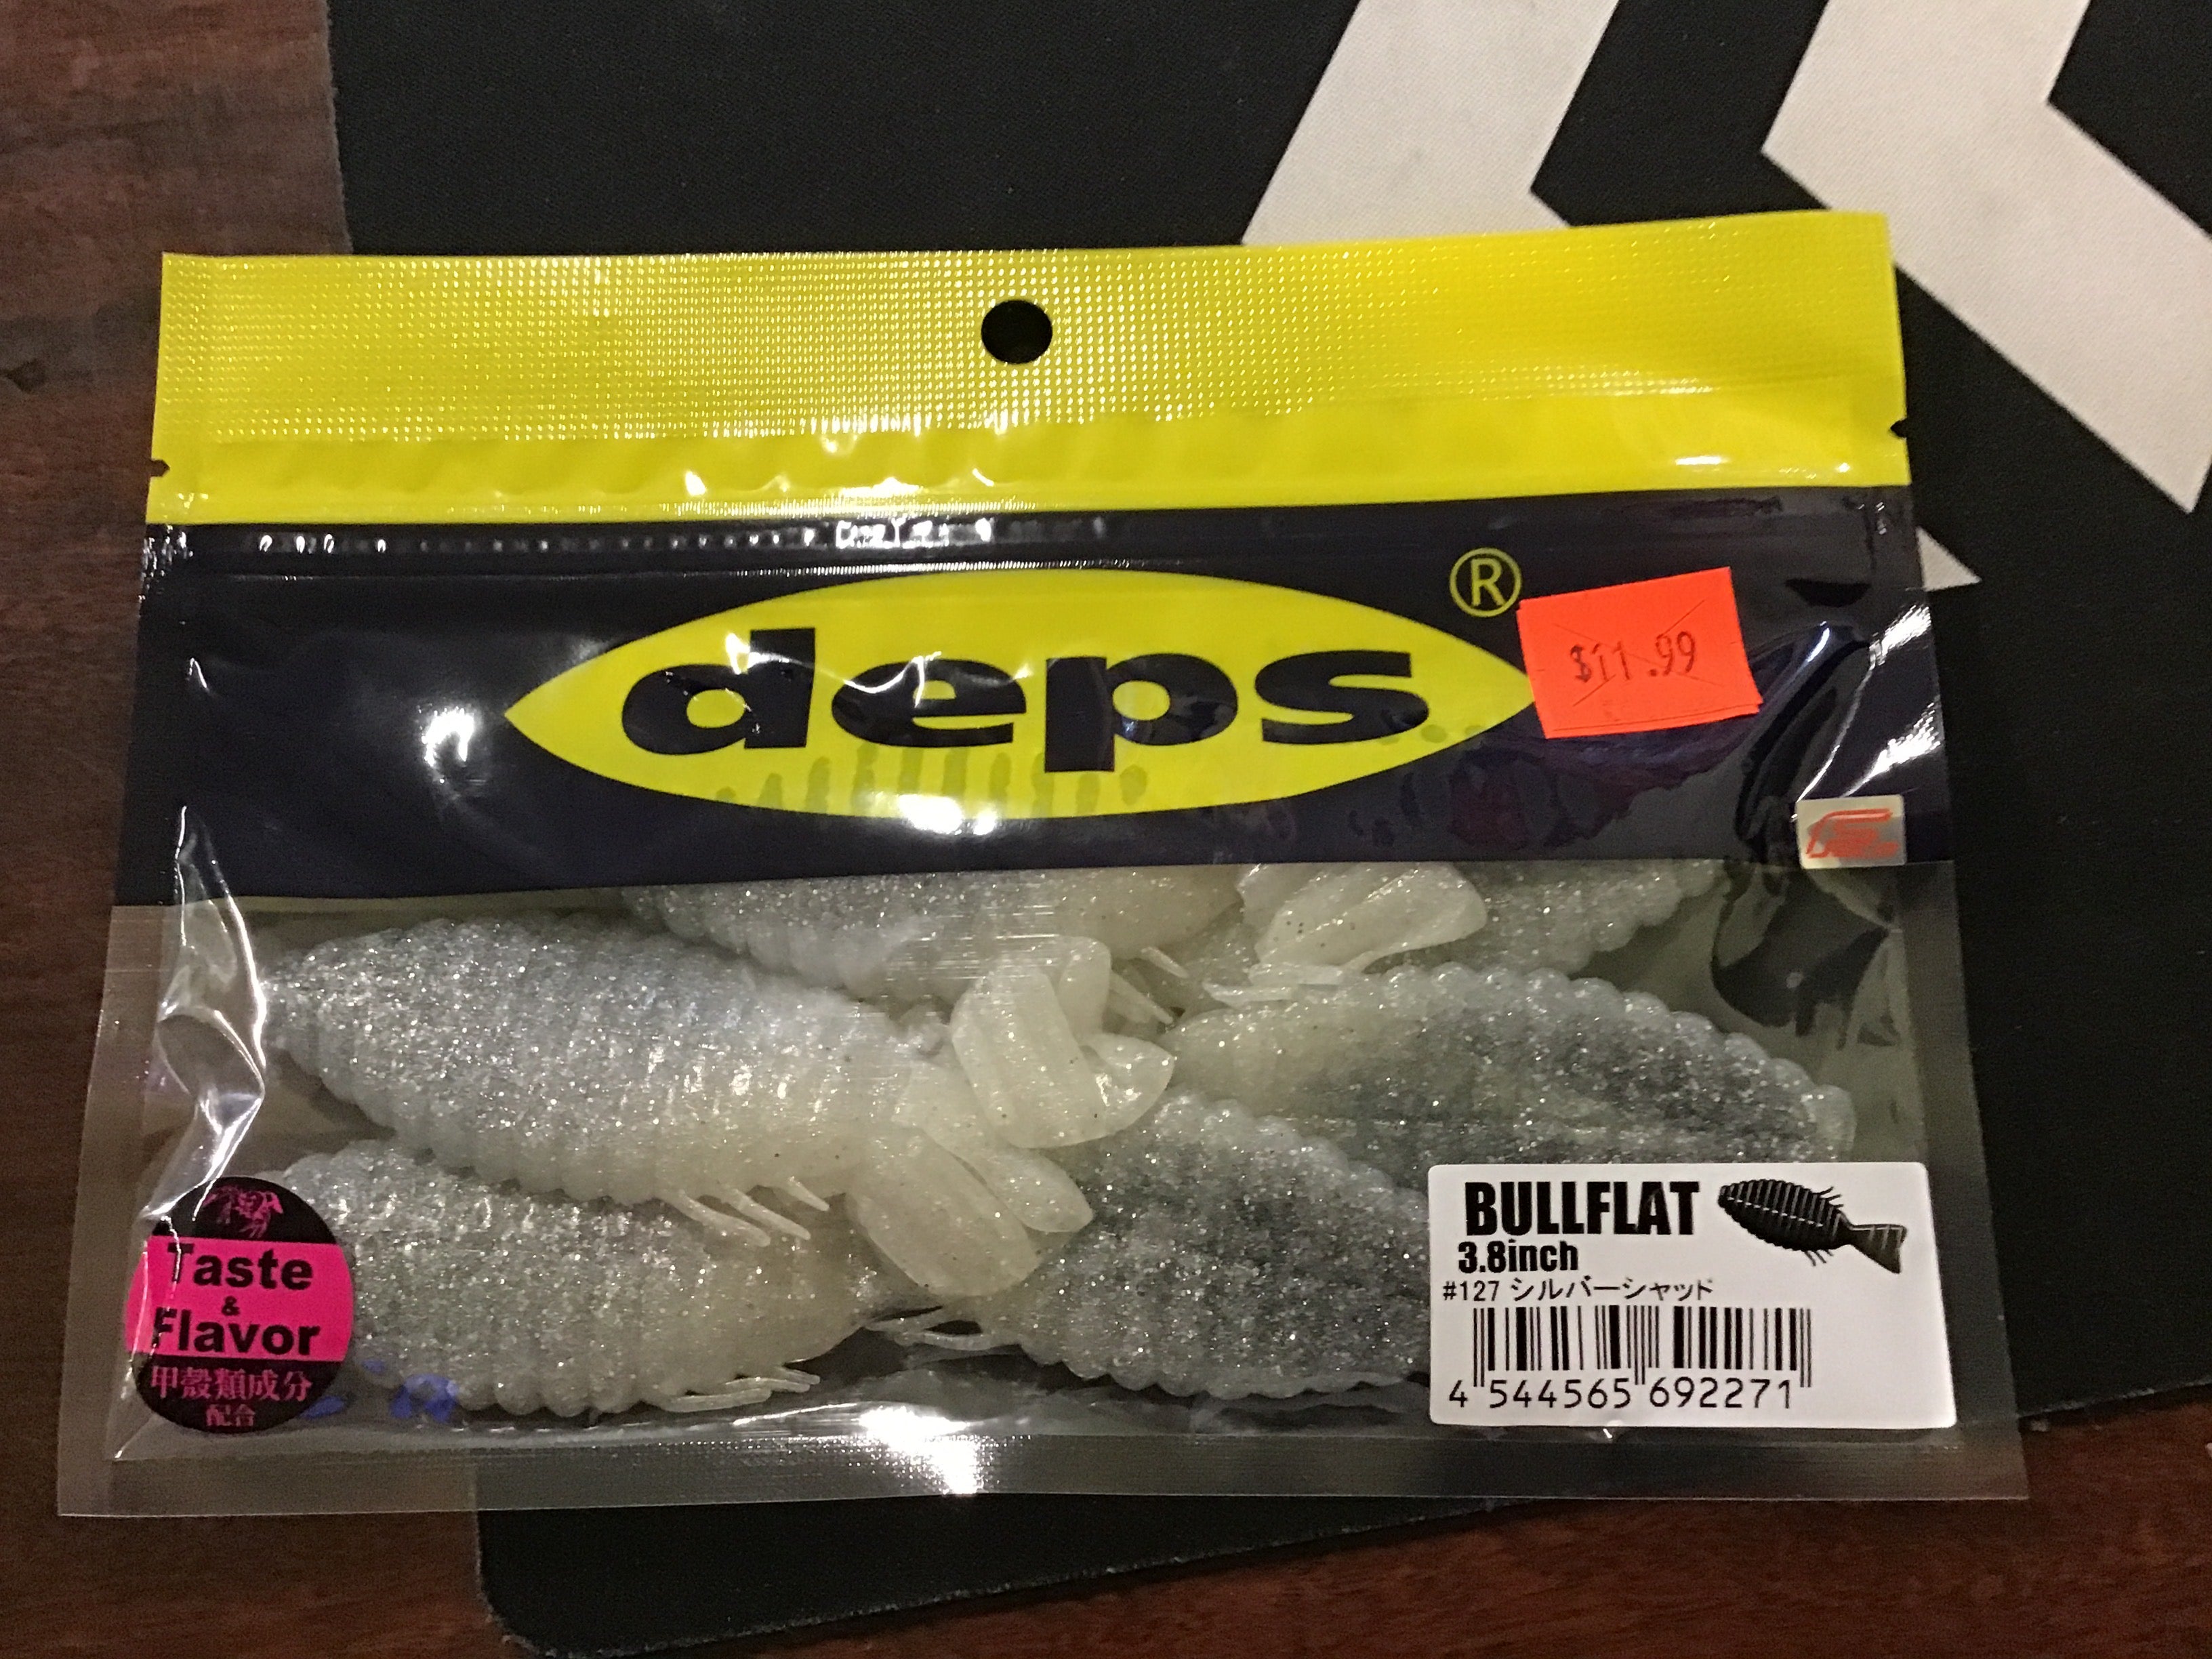 deps
®
$11.99
BULLFLAT
3.8inch
#127 シルバーシャッド
4 544565 692271
Taste
&
Flavor
甲殻類成分
配合